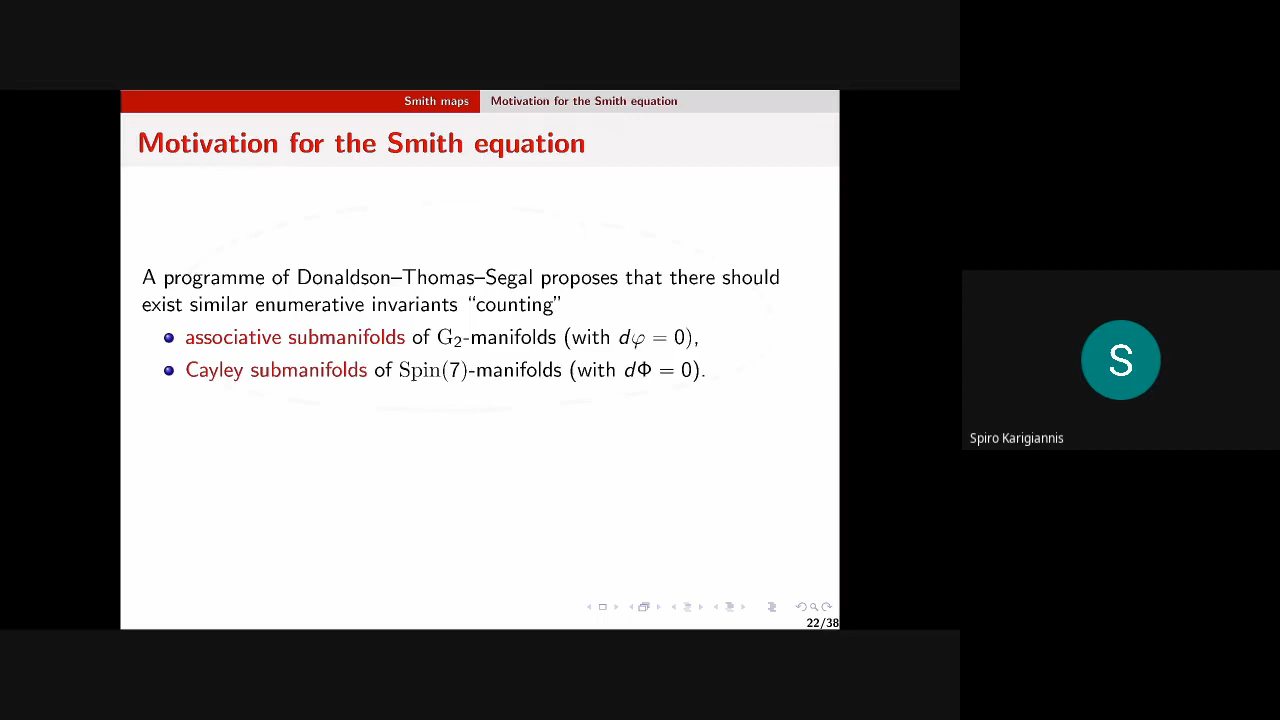 Smith maps
Motivation for the Smith equation
Motivation for the Smith equation
A programme of Donaldson–Thomas–Segal proposes that there should
exist similar enumerative invariants “counting”
associative submanifolds of G₂-manifolds (with dφ = 0),
Cayley submanifolds of Spin(7)-manifolds (with dΦ = 0).
22/38
S
Spiro Karigiannis